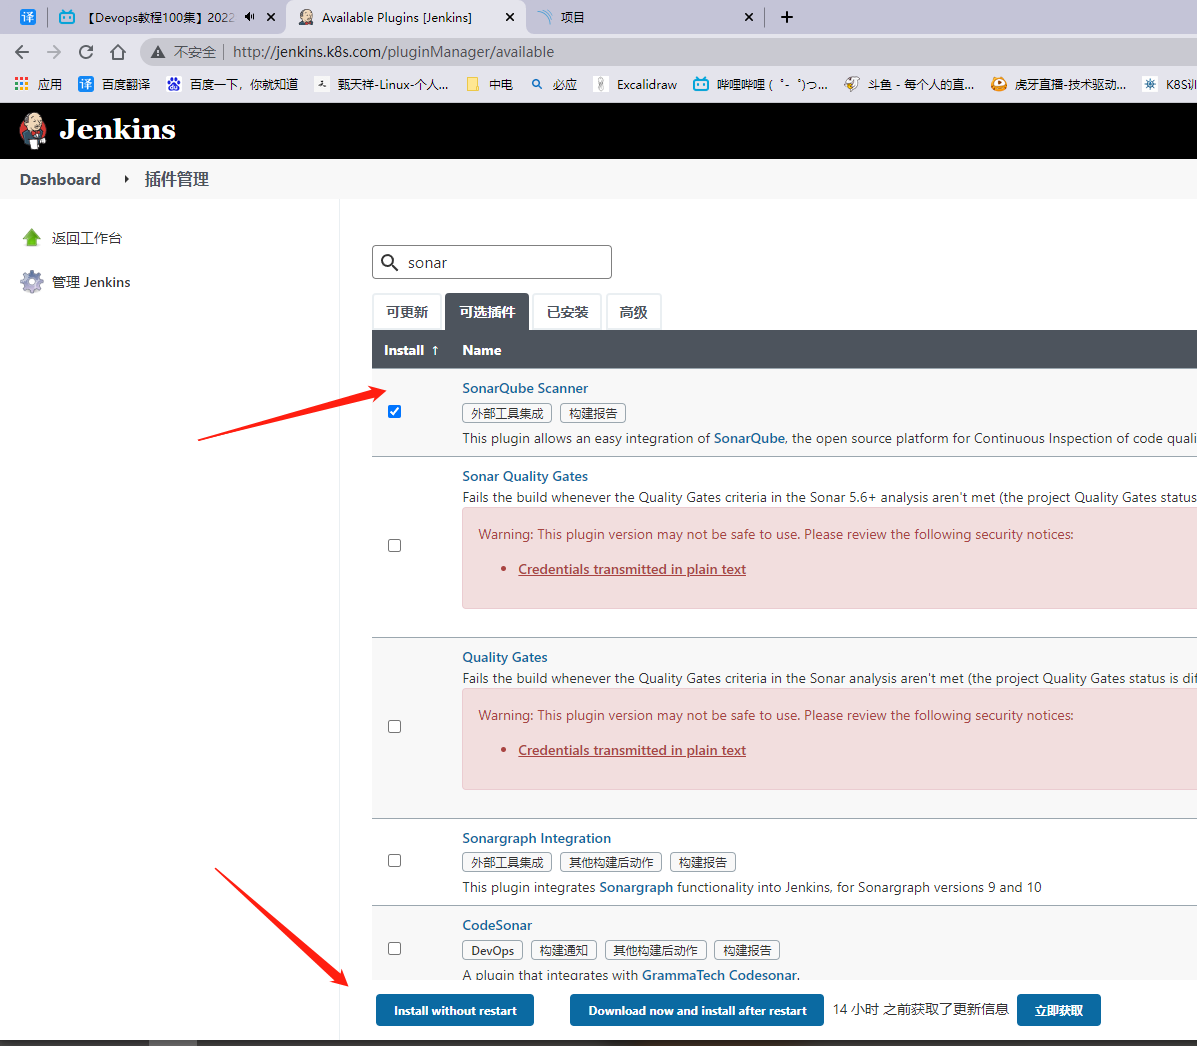 译 【Devops教程100集】2022 Available Plugins [Jenkins] 项目
不安全 http://jenkins.k8s.com/pluginManager/available
应用 译 百度翻译 百度一下，你就知道 甄天祥-Linux-个人... 中电 必应 Excalidraw 哔哩哔哩 ( ゜- ゜)つ... 斗鱼 - 每个人的直... 虎牙直播-技术驱动... K8S训
Jenkins
Dashboard 插件管理
返回工作台
管理 Jenkins
sonar
可更新 可选插件 已安装 高级
Install ↑ Name
SonarQube Scanner
外部工具集成 构建报告
This plugin allows an easy integration of SonarQube, the open source platform for Continuous Inspection of code quali
Sonar Quality Gates
Fails the build whenever the Quality Gates criteria in the Sonar 5.6+ analysis aren't met (the project Quality Gates status
Warning: This plugin version may not be safe to use. Please review the following security notices:
• Credentials transmitted in plain text
Quality Gates
Fails the build whenever the Quality Gates criteria in the Sonar analysis aren't met (the project Quality Gates status is dif
Warning: This plugin version may not be safe to use. Please review the following security notices:
• Credentials transmitted in plain text
Sonargraph Integration
外部工具集成 其他构建后动作 构建报告
This plugin integrates Sonargraph functionality into Jenkins, for Sonargraph versions 9 and 10
CodeSonar
DevOps 构建通知 其他构建后动作 构建报告
A plugin that integrates with GrammaTech Codesonar.
Install without restart Download now and install after restart 14 小时 之前获取了更新信息 立即获取